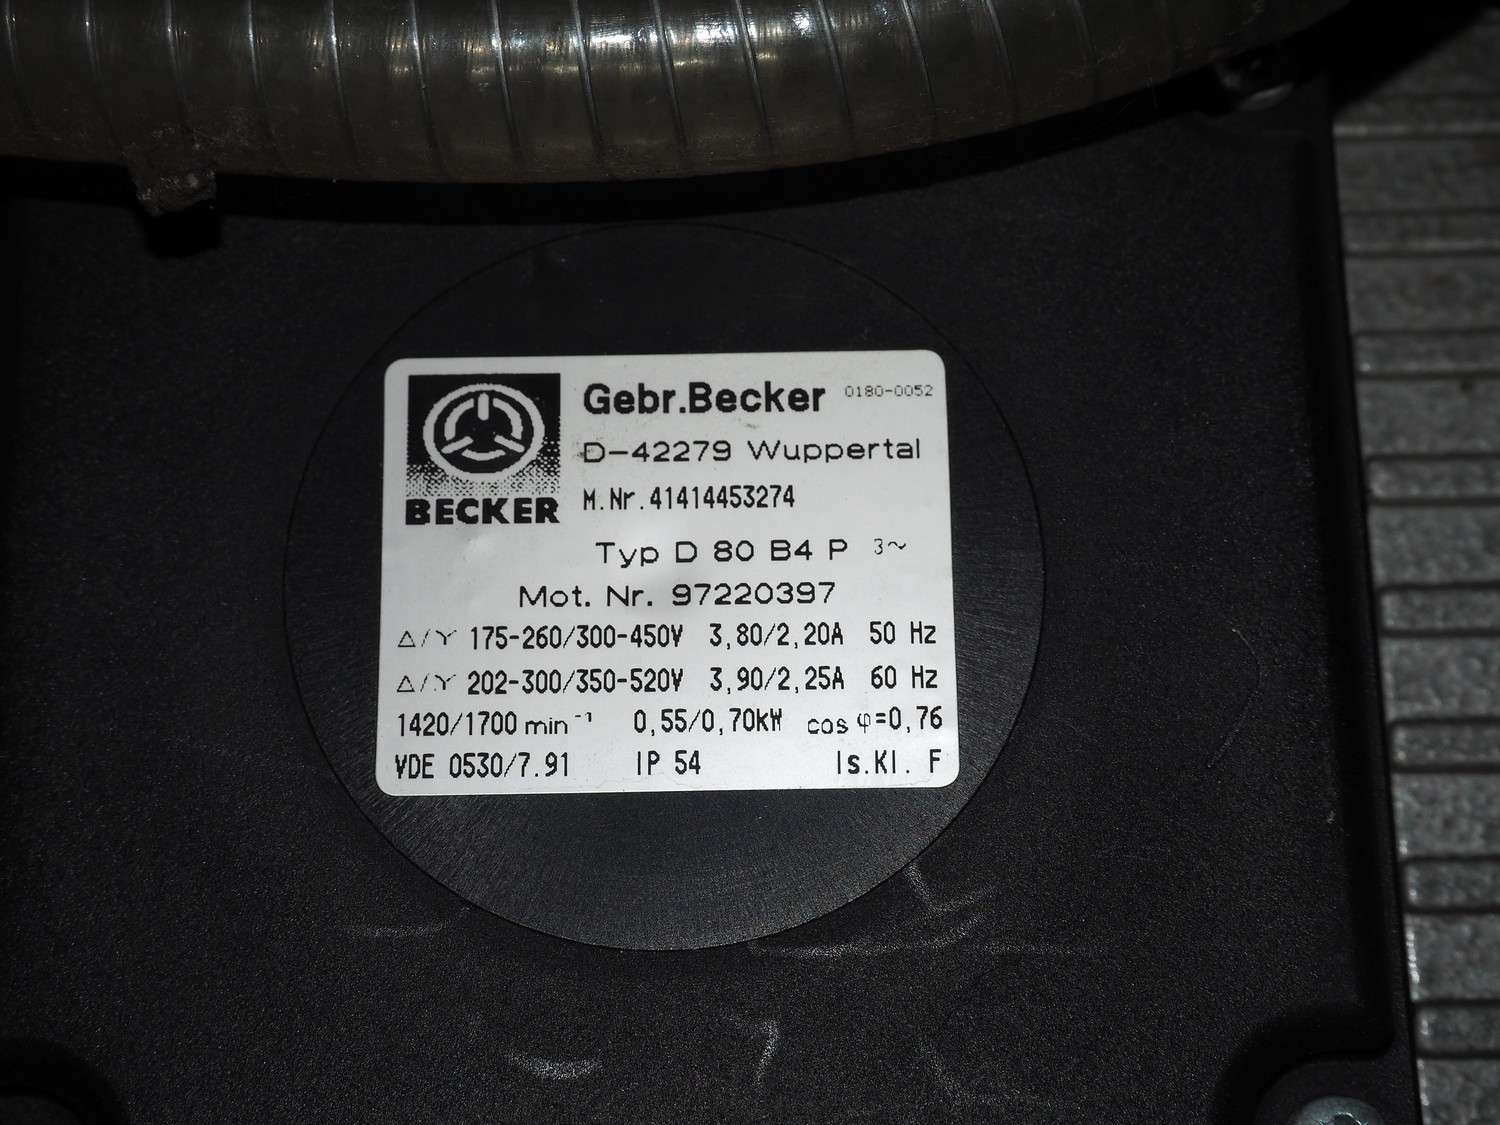 Gebr.Becker 0180-0052
BECKER
D-42279 Wuppertal
M.Nr.41414453274
Typ D 80 B4 P 3~
Mot. Nr. 97220397
△/Y 175-260/300-450V 3,80/2,20A 50 Hz
△/Y 202-300/350-520V 3,90/2,25A 60 Hz
1420/1700 min⁻¹ 0,55/0,70kW cos φ=0,76
VDE 0530/7.91 IP 54 Is.Kl. F